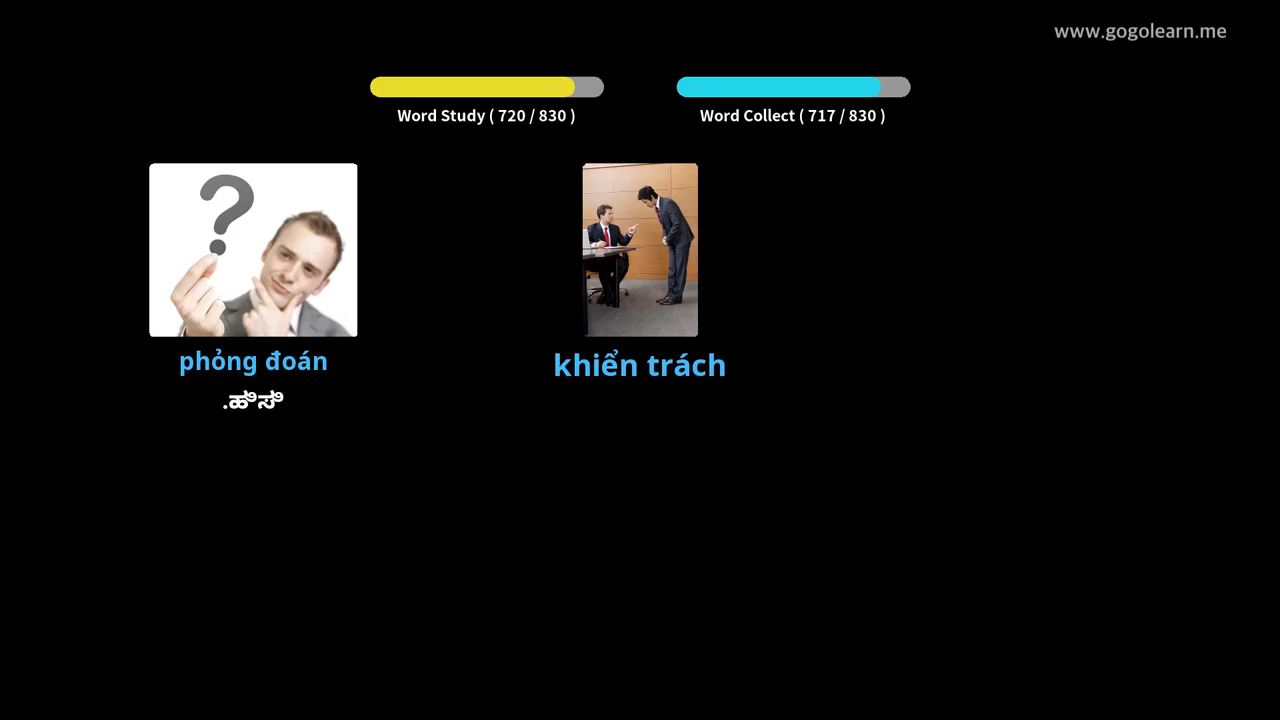 www.gogolearn.me
Word Study ( 720 / 830 )
Word Collect ( 717 / 830 )
phỏng đoán
.ಹಿಸಿ
khiển trách